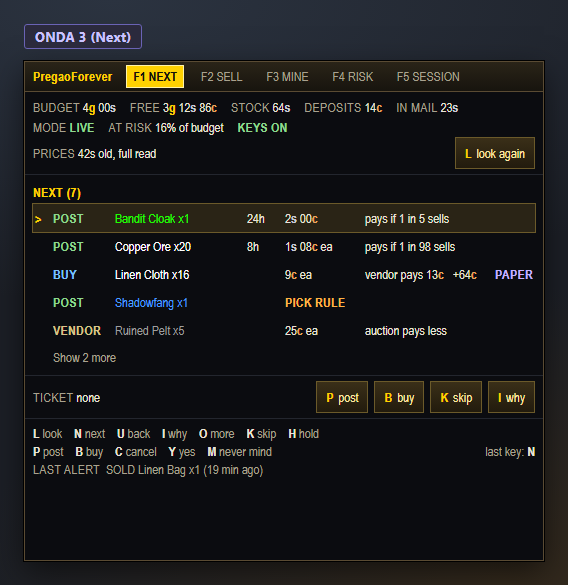 ONDA 3 (Next)
PregaoForever F1 NEXT F2 SELL F3 MINE F4 RISK F5 SESSION
BUDGET 4g 00s FREE 3g 12s 86c STOCK 64s DEPOSITS 14c IN MAIL 23s
MODE LIVE AT RISK 16% of budget KEYS ON
PRICES 42s old, full read L look again
NEXT (7)
> POST Bandit Cloak x1 24h 2s 00c pays if 1 in 5 sells
POST Copper Ore x20 8h 1s 08c ea pays if 1 in 98 sells
BUY Linen Cloth x16 9c ea vendor pays 13c +64c PAPER
POST Shadowfang x1 PICK RULE
VENDOR Ruined Pelt x5 25c ea auction pays less
Show 2 more
TICKET none P post B buy K skip I why
L look N next U back I why O more K skip H hold
P post B buy C cancel Y yes M never mind last key: N
LAST ALERT SOLD Linen Bag x1 (19 min ago)